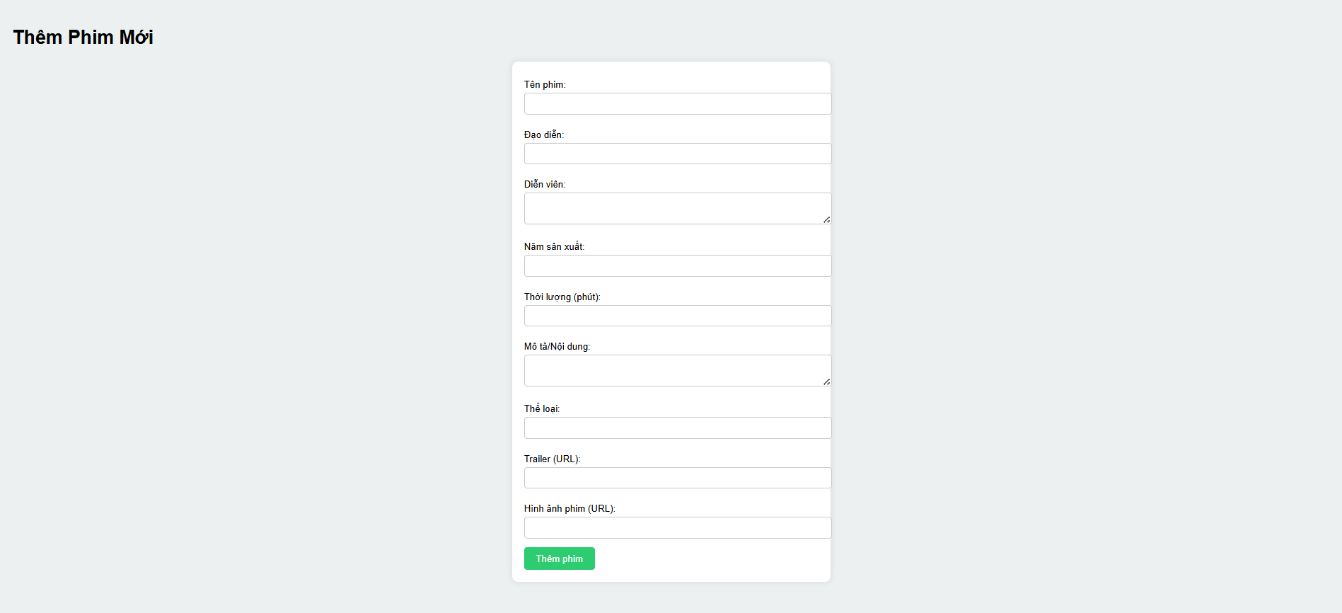 Thêm Phim Mới
Tên phim:
Đạo diễn:
Diễn viên:
Năm sản xuất:
Thời lượng (phút):
Mô tả/Nội dung:
Thể loại:
Trailer (URL):
Hình ảnh phim (URL):
Thêm phim